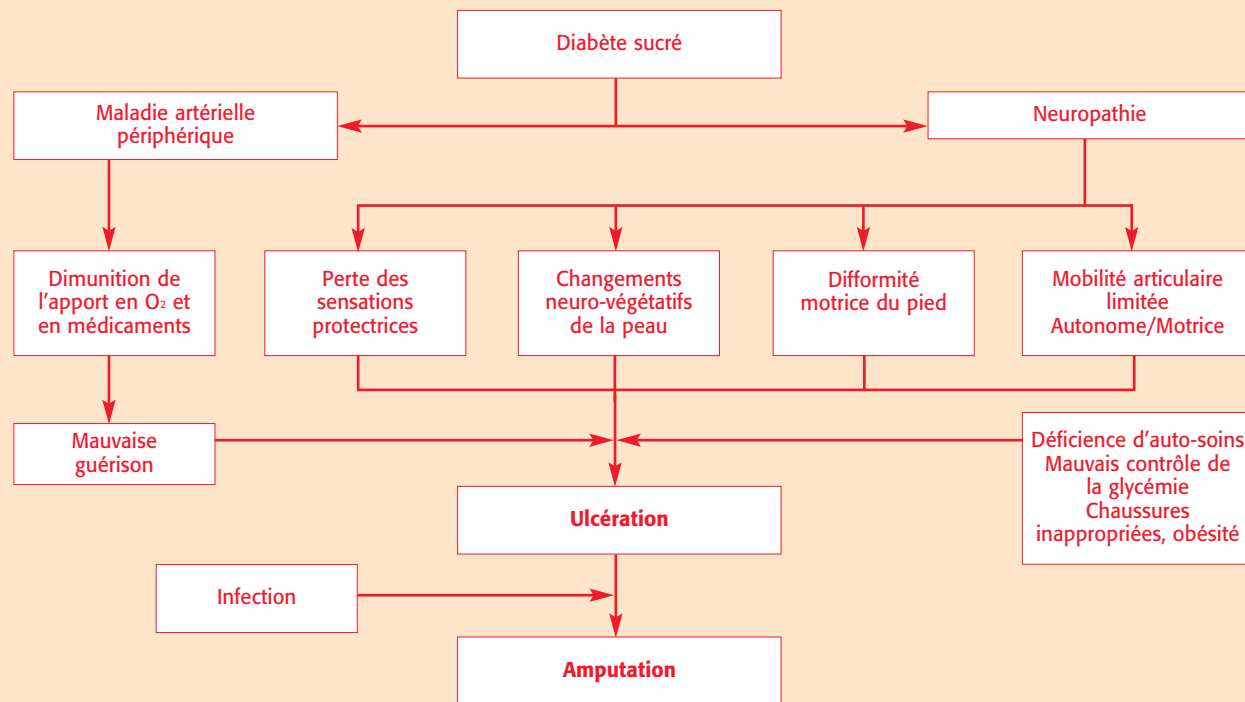 Diabète sucré
Maladie artérielle
périphérique
Neuropathie
Dimunition de
l'apport en O₂ et
en médicaments
Perte des
sensations
protectrices
Changements
neuro-végétatifs
de la peau
Difformité
motrice du pied
Mobilité articulaire
limitée
Autonome/Motrice
Mauvaise
guérison
Déficience d'auto-soins
Mauvais contrôle de
la glycémie
Chaussures
inappropriées, obésité
Ulcération
Infection
Amputation